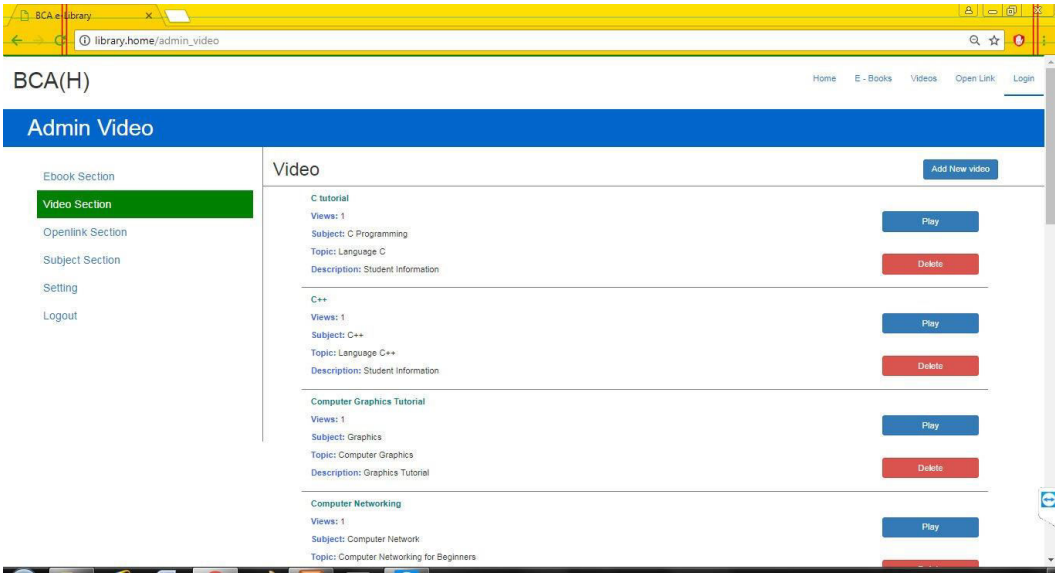 BCA e-Library
library.home/admin_video
BCA(H)
Home E - Books Videos Open Link Login
Admin Video
Ebook Section
Video Section
Openlink Section
Subject Section
Setting
Logout
Video
Add New video
C tutorial
Views: 1
Subject: C Programming
Topic: Language C
Description: Student Information
Play
Delete
C++
Views: 1
Subject: C++
Topic: Language C++
Description: Student Information
Play
Delete
Computer Graphics Tutorial
Views: 1
Subject: Graphics
Topic: Computer Graphics
Description: Graphics Tutorial
Play
Delete
Computer Networking
Views: 1
Subject: Computer Network
Topic: Computer Networking for Beginners
Play